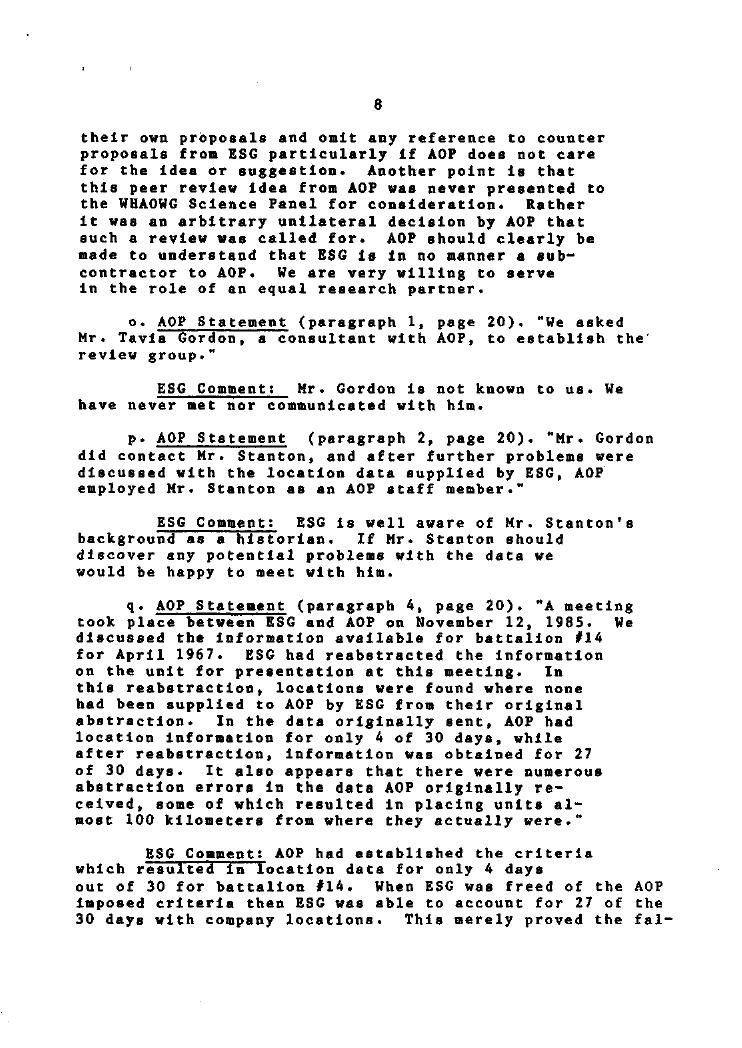 8
their own proposals and omit any reference to counter
proposals from ESG particularly if AOP does not care
for the idea or suggestion. Another point is that
this peer review idea from AOP was never presented to
the WHAOWG Science Panel for consideration. Rather
it was an arbitrary unilateral decision by AOP that
such a review was called for. AOP should clearly be
made to understand that ESG is in no manner a sub-
contractor to AOP. We are very willing to serve
in the role of an equal research partner.
o. AOP Statement (paragraph 1, page 20). "We asked
Mr. Tavia Gordon, a consultant with AOP, to establish the
review group."
ESG Comment: Mr. Gordon is not known to us. We
have never met nor communicated with him.
p. AOP Statement (paragraph 2, page 20). "Mr. Gordon
did contact Mr. Stanton, and after further problems were
discussed with the location data supplied by ESG, AOP
employed Mr. Stanton as an AOP staff member."
ESG Comment: ESG is well aware of Mr. Stanton's
background as a historian. If Mr. Stanton should
discover any potential problems with the data we
would be happy to meet with him.
q. AOP Statement (paragraph 4, page 20). "A meeting
took place between ESG and AOP on November 12, 1985. We
discussed the information available for battalion #14
for April 1967. ESG had reabstracted the information
on the unit for presentation at this meeting. In
this reabstraction, locations were found where none
had been supplied to AOP by ESG from their original
abstraction. In the data originally sent, AOP had
location information for only 4 of 30 days, while
after reabstraction, information was obtained for 27
of 30 days. It also appears that there were numerous
abstraction errors in the data AOP originally re-
ceived, some of which resulted in placing units al-
most 100 kilometers from where they actually were."
ESG Comment: AOP had established the criteria
which resulted in location data for only 4 days
out of 30 for battalion #14. When ESG was freed of the AOP
imposed criteria then ESG was able to account for 27 of the
30 days with company locations. This merely proved the fal-